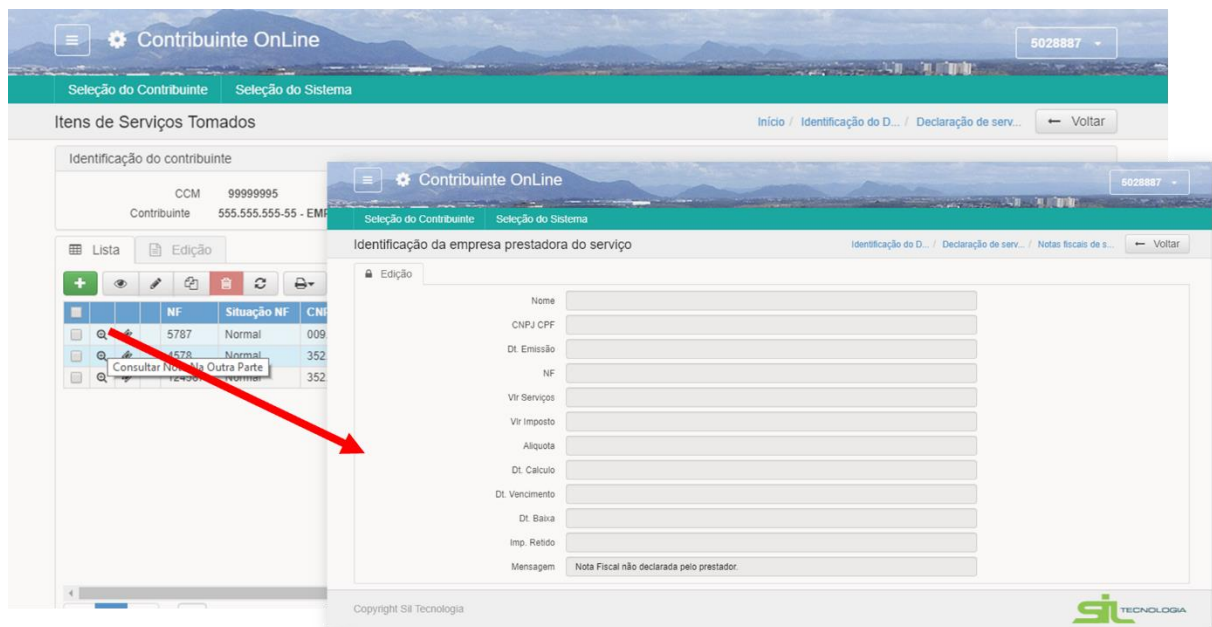 Contribuinte OnLine
5028887
Seleção do Contribuinte Seleção do Sistema
Itens de Serviços Tomados
Início / Identificação do D... / Declaração de serv... ← Voltar
Identificação do contribuinte
CCM 99999995
Contribuinte 555.555.555-55 - EMP
Lista Edição
NF Situação NF CNP
5787 Normal 009
4578 Normal 352
Consultar Nota Na Outra Parte
Normal 352
Contribuinte OnLine
5028887
Seleção do Contribuinte Seleção do Sistema
Identificação da empresa prestadora do serviço
Identificação do D... / Declaração de serv... / Notas fiscais de s... ← Voltar
Edição
Nome
CNPJ CPF
Dt. Emissão
NF
Vlr Serviços
Vlr Imposto
Aliquota
Dt. Calculo
Dt. Vencimento
Dt. Baixa
Imp. Retido
Mensagem Nota Fiscal não declarada pelo prestador.
Copyright Sil Tecnologia
SIL TECNOLOGIA